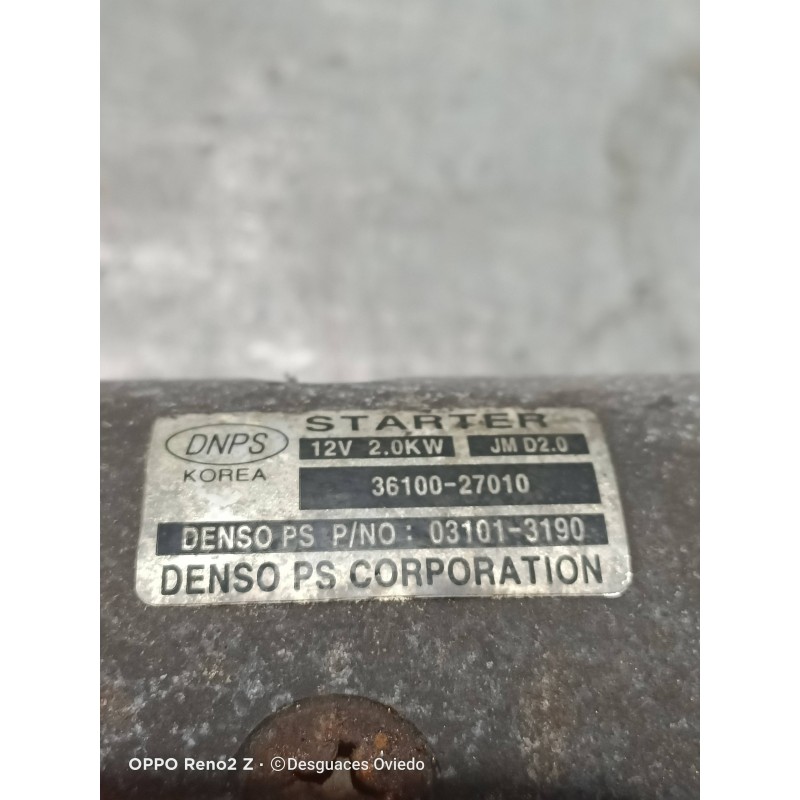 STARTER
DNPS
12V 2.0KW JM D2.0
KOREA
36100-27010
DENSO PS P/NO : 03101-3190
DENSO PS CORPORATION
OPPO Reno2 Z · ©Desguaces Oviedo